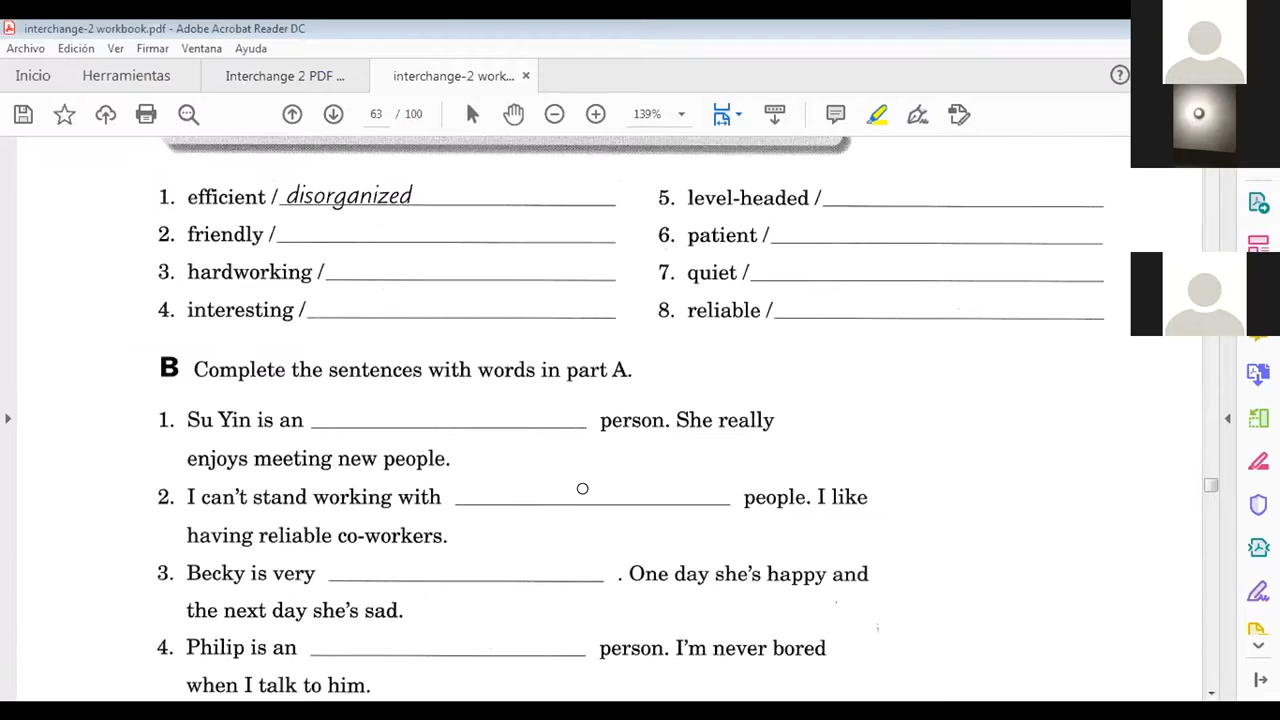 interchange-2 workbook.pdf - Adobe Acrobat Reader DC
Archivo Edición Ver Firmar Ventana Ayuda
Inicio Herramientas Interchange 2 PDF ... interchange-2 work... ×
63 / 100 139%
1. efficient / disorganized
2. friendly /
3. hardworking /
4. interesting /
5. level-headed /
6. patient /
7. quiet /
8. reliable /
B Complete the sentences with words in part A.
1. Su Yin is an ____ person. She really
enjoys meeting new people.
2. I can't stand working with ____ people. I like
having reliable co-workers.
3. Becky is very ____ . One day she's happy and
the next day she's sad.
4. Philip is an ____ person. I'm never bored
when I talk to him.